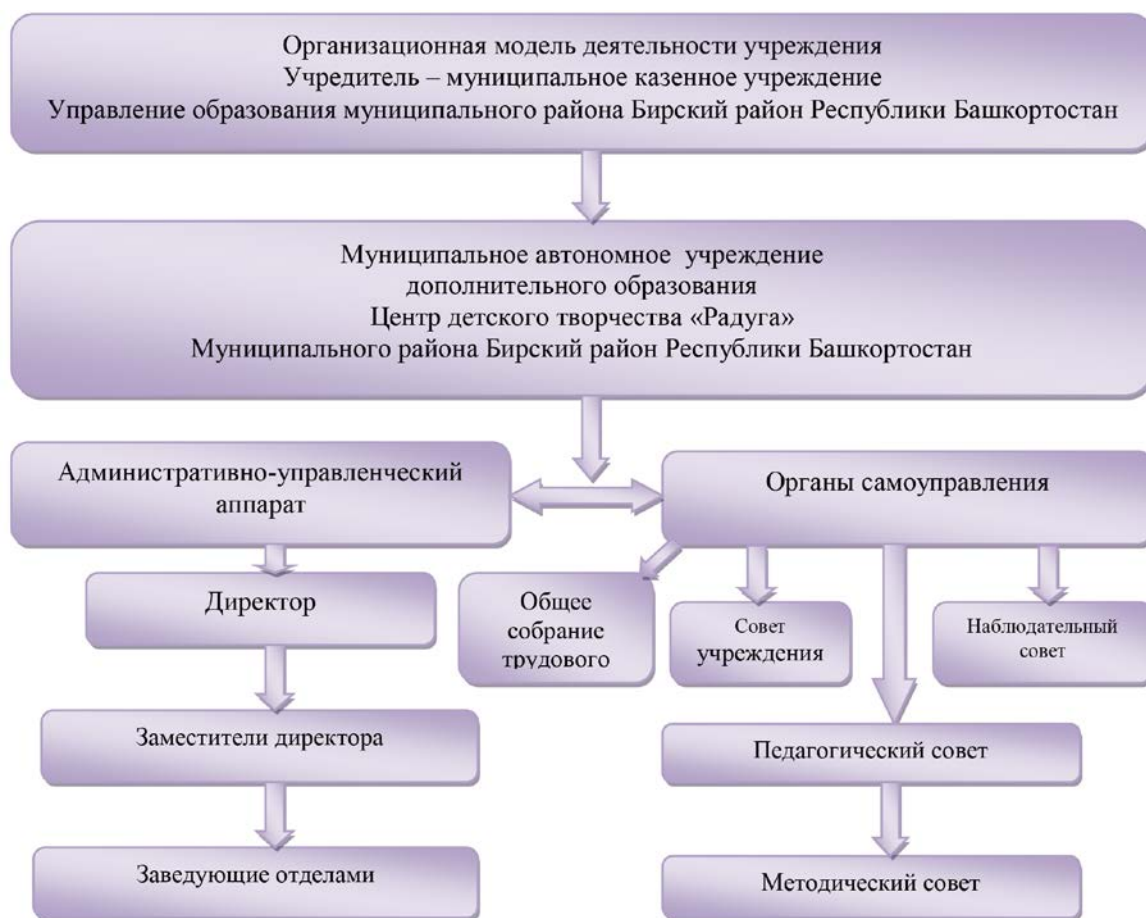 Организационная модель деятельности учреждения
Учредитель – муниципальное казенное учреждение
Управление образования муниципального района Бирский район Республики Башкортостан
Муниципальное автономное учреждение
дополнительного образования
Центр детского творчества «Радуга»
Муниципального района Бирский район Республики Башкортостан
Административно-управленческий
аппарат
Органы самоуправления
Директор
Общее
собрание
трудового
Совет
учреждения
Наблюдательный
совет
Заместители директора
Педагогический совет
Заведующие отделами
Методический совет